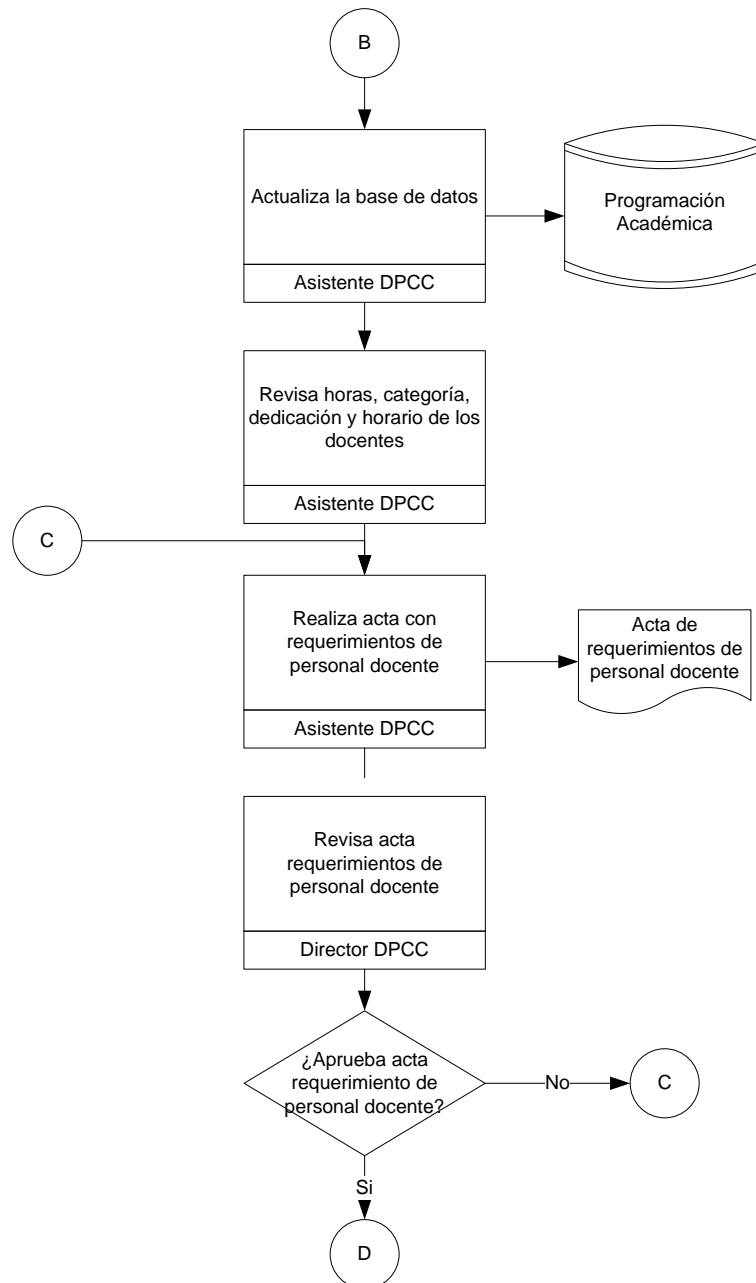 B
Actualiza la base de datos
Asistente DPCC
Programación
Académica
Revisa horas, categoría,
dedicación y horario de los
docentes
Asistente DPCC
C
Realiza acta con
requerimientos de
personal docente
Asistente DPCC
Acta de
requerimientos de
personal docente
Revisa acta
requerimientos de
personal docente
Director DPCC
¿Aprueba acta
requerimiento de
personal docente?
No
C
Si
D